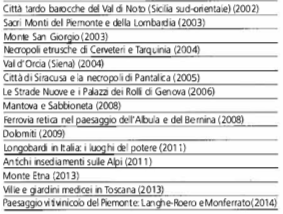 Città tardo barocche del Val di Noto (Sicilia sud-orientale) (2002)
Sacri Monti del Piemonte e della Lombardia (2003)
Monte San Giorgio (2003)
Necropoli etrusche di Cerveteri e Tarquinia (2004)
Val d'Orcia (Siena) (2004)
Città di Siracusa e la necropoli di Pantalica (2005)
Le Strade Nuove e i Palazzi dei Rolli di Genova (2006)
Mantova e Sabbioneta (2008)
Ferrovia retica nel paesaggio dell'Albula e del Bernina (2008)
Dolomiti (2009)
Longobardi in Italia: i luoghi del potere (2011)
Antichi insediamenti sulle Alpi (2011)
Monte Etna (2013)
Ville e giardini medicei in Toscana (2013)
Paesaggio vitivinicolo del Piemonte: Langhe-Roero e Monferrato (2014)